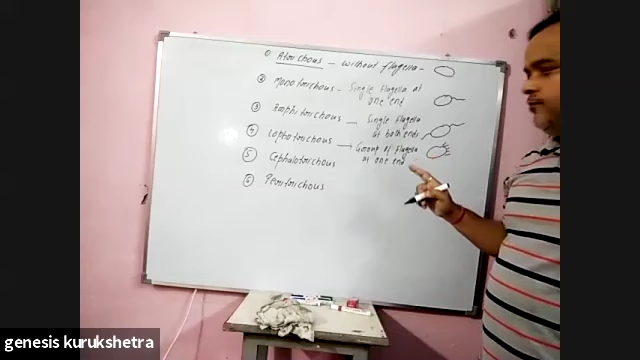 ① Atrichous - without flagella -
② Monotrichous - Single flagella at
one end
③ Amphitrichous - Single flagella
at both ends
④ Lophotrichous → Group of flagella
at one end
⑤ Cephalotrichous
⑥ Peritrichous
genesis kurukshetra